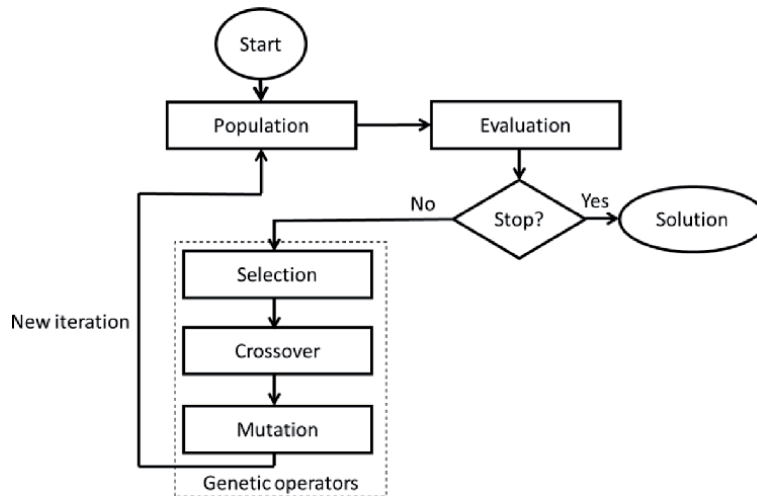 Start
Population
Evaluation
No
Stop?
Yes
Solution
Selection
New iteration
Crossover
Mutation
Genetic operators